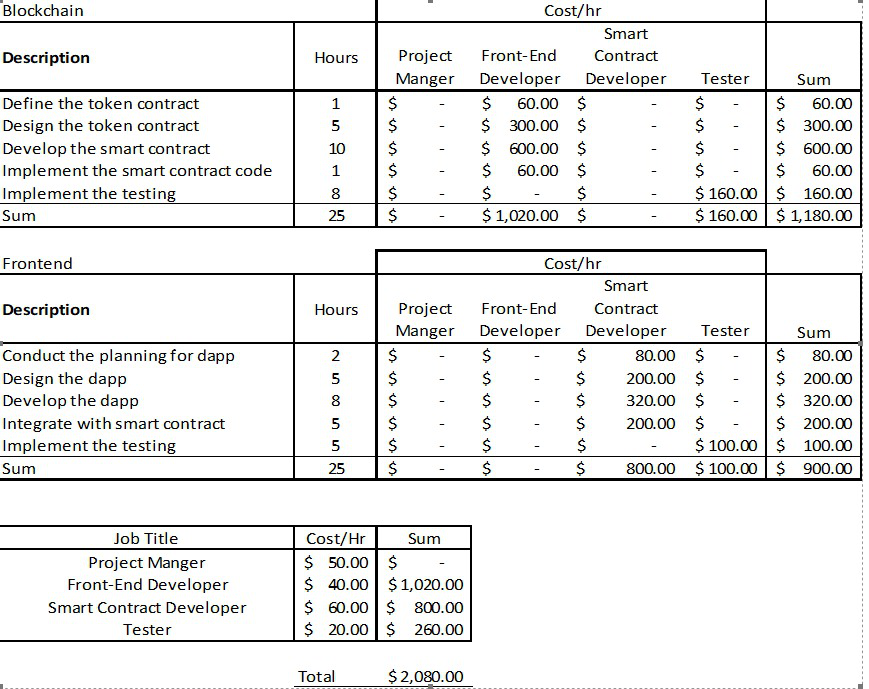 Blockchain Cost/hr
Description Hours Project Manger Front-End Developer Smart Contract Developer Tester Sum
Define the token contract 1 $ - $ 60.00 $ - $ - $ 60.00
Design the token contract 5 $ - $ 300.00 $ - $ - $ 300.00
Develop the smart contract 10 $ - $ 600.00 $ - $ - $ 600.00
Implement the smart contract code 1 $ - $ 60.00 $ - $ - $ 60.00
Implement the testing 8 $ - $ - $ - $ 160.00 $ 160.00
Sum 25 $ - $ 1,020.00 $ - $ 160.00 $ 1,180.00
Frontend Cost/hr
Description Hours Project Manger Front-End Developer Smart Contract Developer Tester Sum
Conduct the planning for dapp 2 $ - $ - $ 80.00 $ - $ 80.00
Design the dapp 5 $ - $ - $ 200.00 $ - $ 200.00
Develop the dapp 8 $ - $ - $ 320.00 $ - $ 320.00
Integrate with smart contract 5 $ - $ - $ 200.00 $ - $ 200.00
Implement the testing 5 $ - $ - $ - $ 100.00 $ 100.00
Sum 25 $ - $ - $ 800.00 $ 100.00 $ 900.00
Job Title Cost/Hr Sum
Project Manger $ 50.00 $ -
Front-End Developer $ 40.00 $ 1,020.00
Smart Contract Developer $ 60.00 $ 800.00
Tester $ 20.00 $ 260.00
Total $ 2,080.00